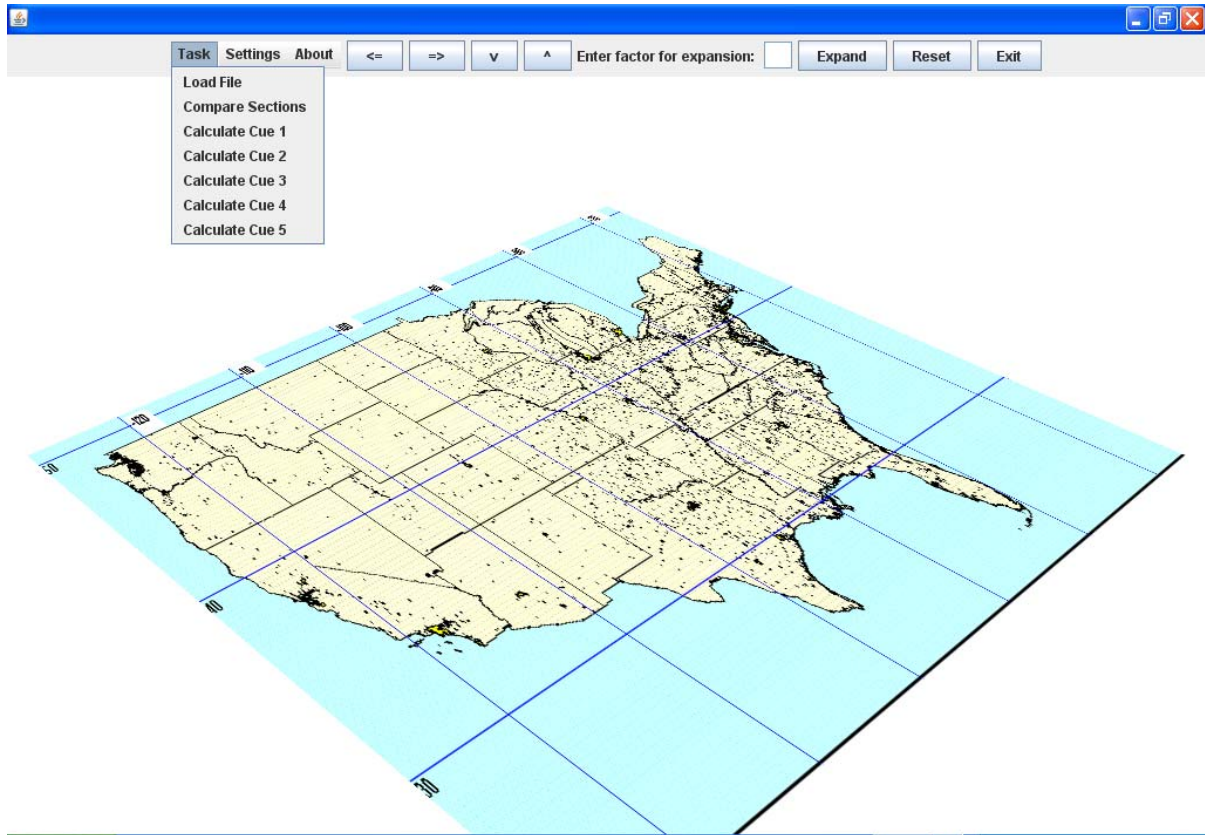 Task Settings About <= => v ^ Enter factor for expansion: Expand Reset Exit
Load File
Compare Sections
Calculate Cue 1
Calculate Cue 2
Calculate Cue 3
Calculate Cue 4
Calculate Cue 5
50
40
30